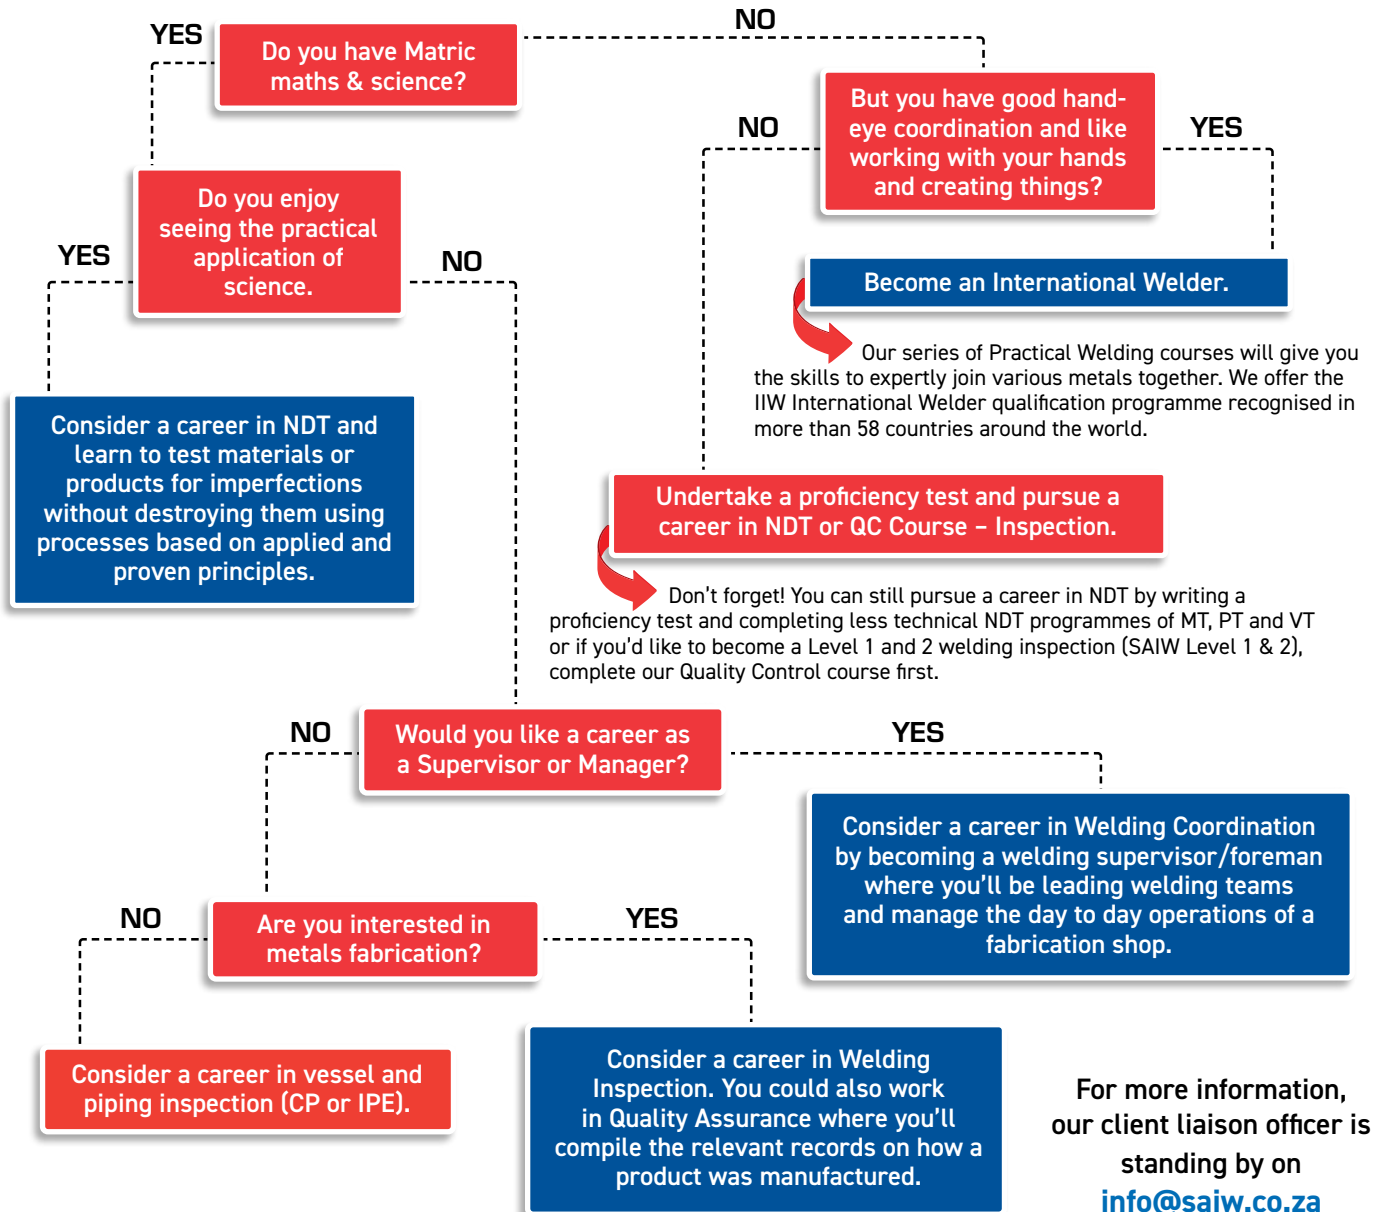 YES
Do you have Matric
maths & science?
NO
But you have good hand-
eye coordination and like
working with your hands
and creating things?
NO
YES
Do you enjoy
seeing the practical
application of
science.
YES
NO
Become an International Welder.
Our series of Practical Welding courses will give you
the skills to expertly join various metals together. We offer the
IIW International Welder qualification programme recognised in
more than 58 countries around the world.
Consider a career in NDT and
learn to test materials or
products for imperfections
without destroying them using
processes based on applied and
proven principles.
Undertake a proficiency test and pursue a
career in NDT or QC Course – Inspection.
Don't forget! You can still pursue a career in NDT by writing a
proficiency test and completing less technical NDT programmes of MT, PT and VT
or if you'd like to become a Level 1 and 2 welding inspection (SAIW Level 1 & 2),
complete our Quality Control course first.
NO
Would you like a career as
a Supervisor or Manager?
YES
Consider a career in Welding Coordination
by becoming a welding supervisor/foreman
where you'll be leading welding teams
and manage the day to day operations of a
fabrication shop.
NO
Are you interested in
metals fabrication?
YES
Consider a career in vessel and
piping inspection (CP or IPE).
Consider a career in Welding
Inspection. You could also work
in Quality Assurance where you'll
compile the relevant records on how a
product was manufactured.
For more information,
our client liaison officer is
standing by on
info@saiw.co.za